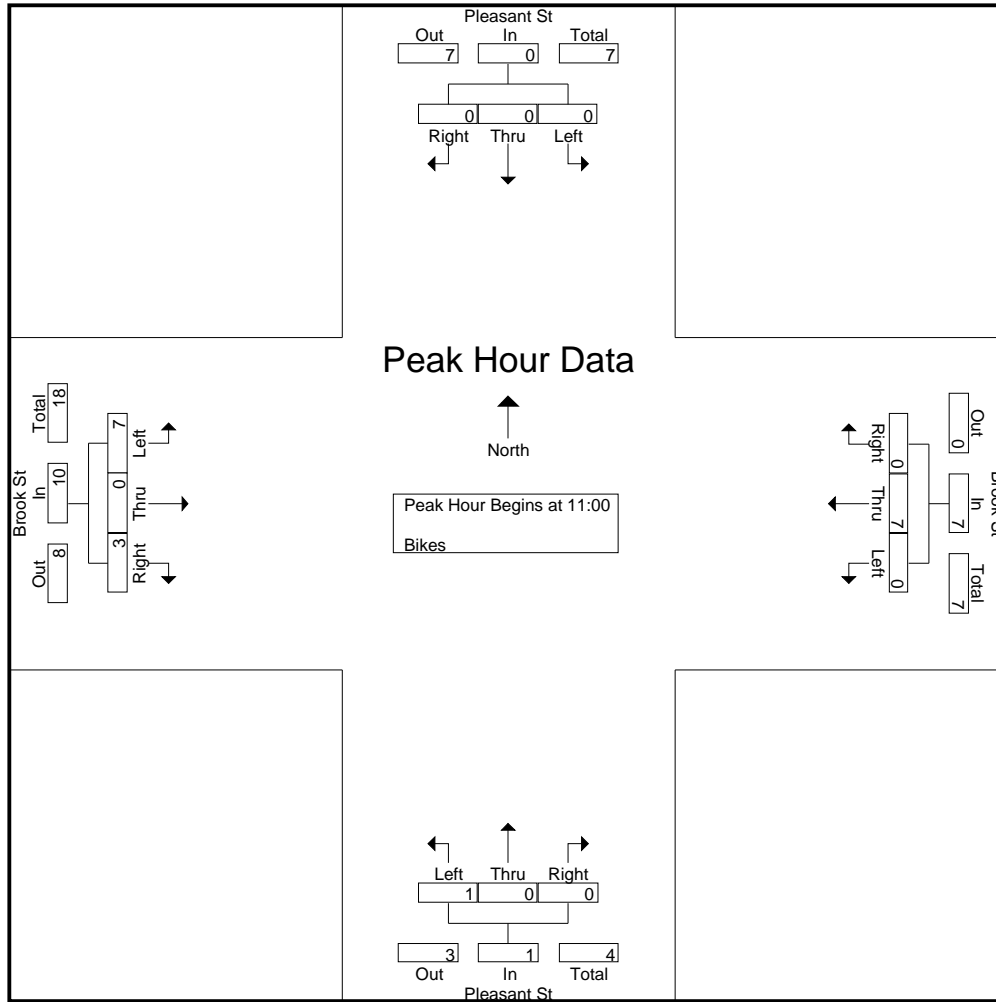 Pleasant St
Out In Total
7 0 7
0 0 0
Right Thru Left
Peak Hour Data
North
Peak Hour Begins at 11:00
Bikes
Brook St
Total In Out
18 10 8
7 0 3
Left Thru Right
Right Thru Left
0 7 0
Out In Total
0 7 7
Brook St
Left Thru Right
1 0 0
3 1 4
Out In Total
Pleasant St